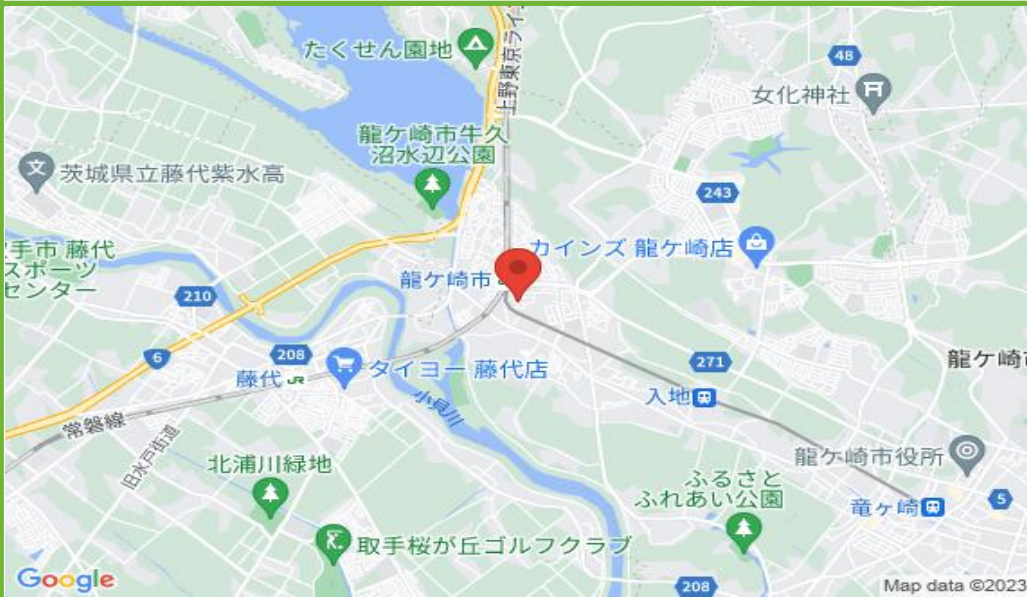 たくせん園地
上野東京ライン
48
女化神社
龍ケ崎市牛久
沼水辺公園
茨城県立藤代紫水高
243
手市 藤代
スポーツ
センター
カインズ 龍ケ崎店
龍ケ崎市
210
6
208
271
龍ケ崎市
藤代
JR
タイヨー 藤代店
入地
小貝川
常磐線
旧水戸街道
北浦川緑地
龍ケ崎市役所
ふるさと
ふれあい公園
竜ヶ崎
5
取手桜が丘ゴルフクラブ
208
Google
Map data ©2023